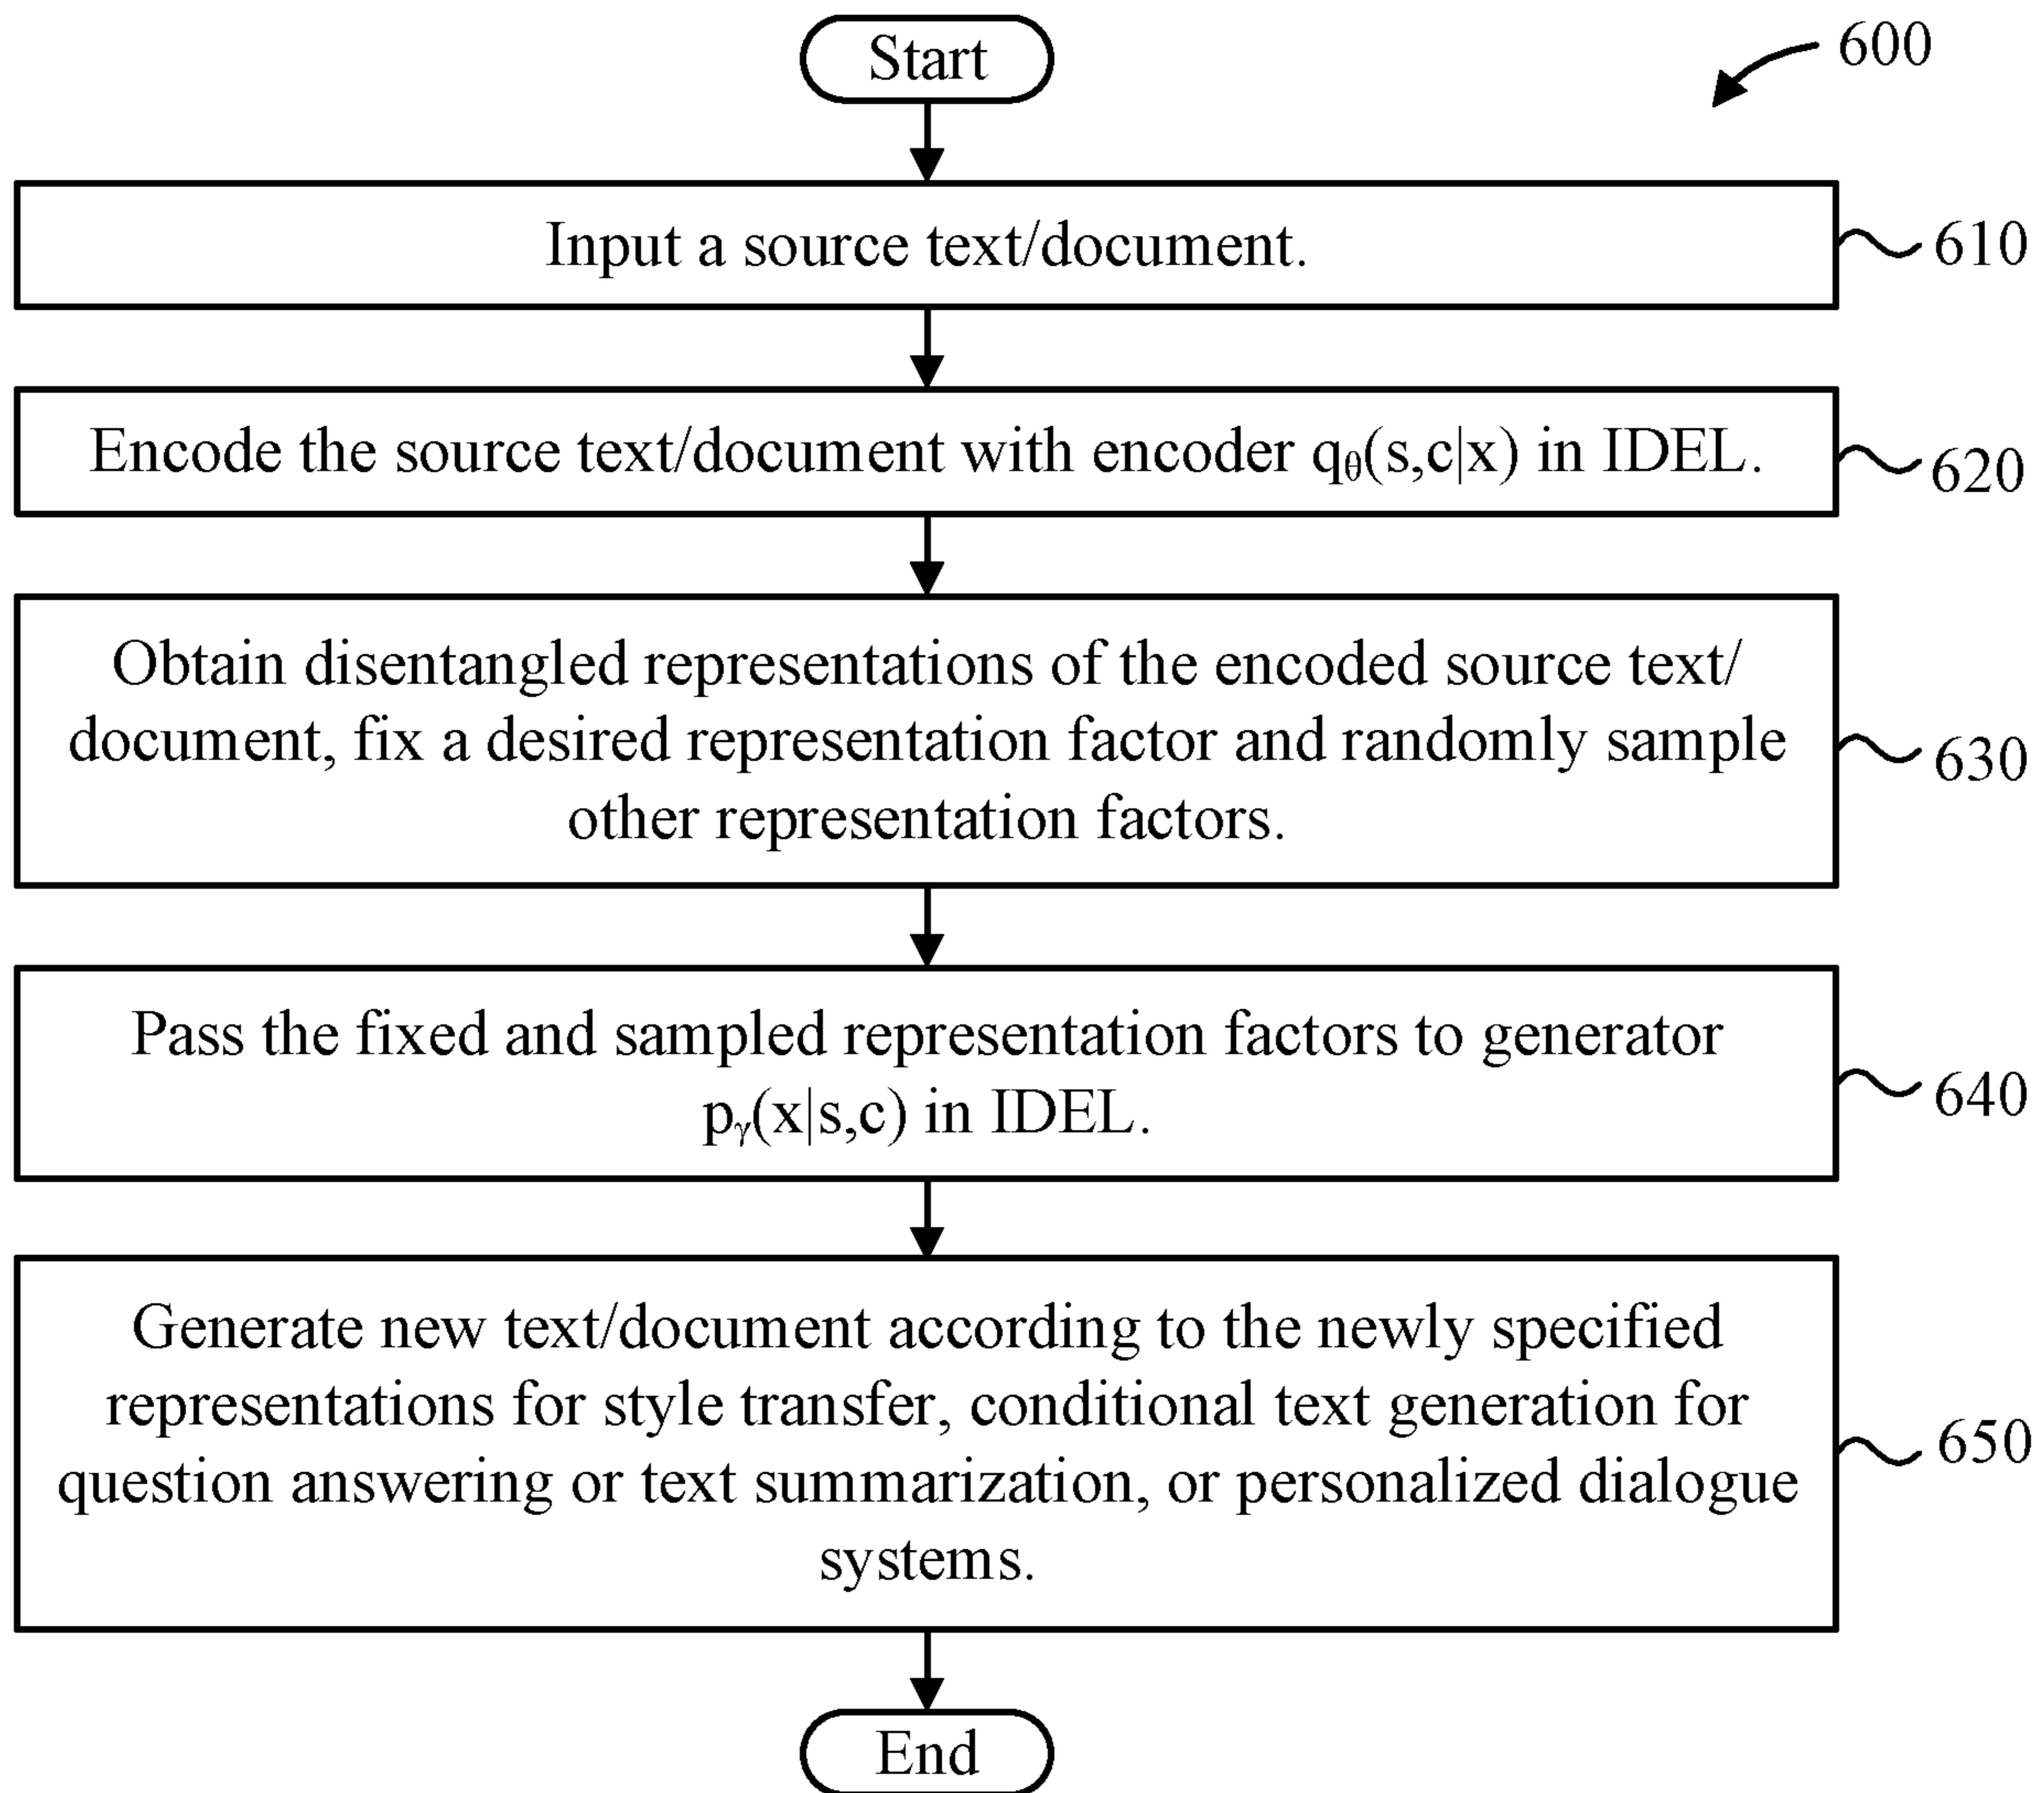 Start
600
Input a source text/document.
610
Encode the source text/document with encoder qθ(s,c|x) in IDEL.
620
Obtain disentangled representations of the encoded source text/
document, fix a desired representation factor and randomly sample
other representation factors.
630
Pass the fixed and sampled representation factors to generator
pγ(x|s,c) in IDEL.
640
Generate new text/document according to the newly specified
representations for style transfer, conditional text generation for
question answering or text summarization, or personalized dialogue
systems.
650
End